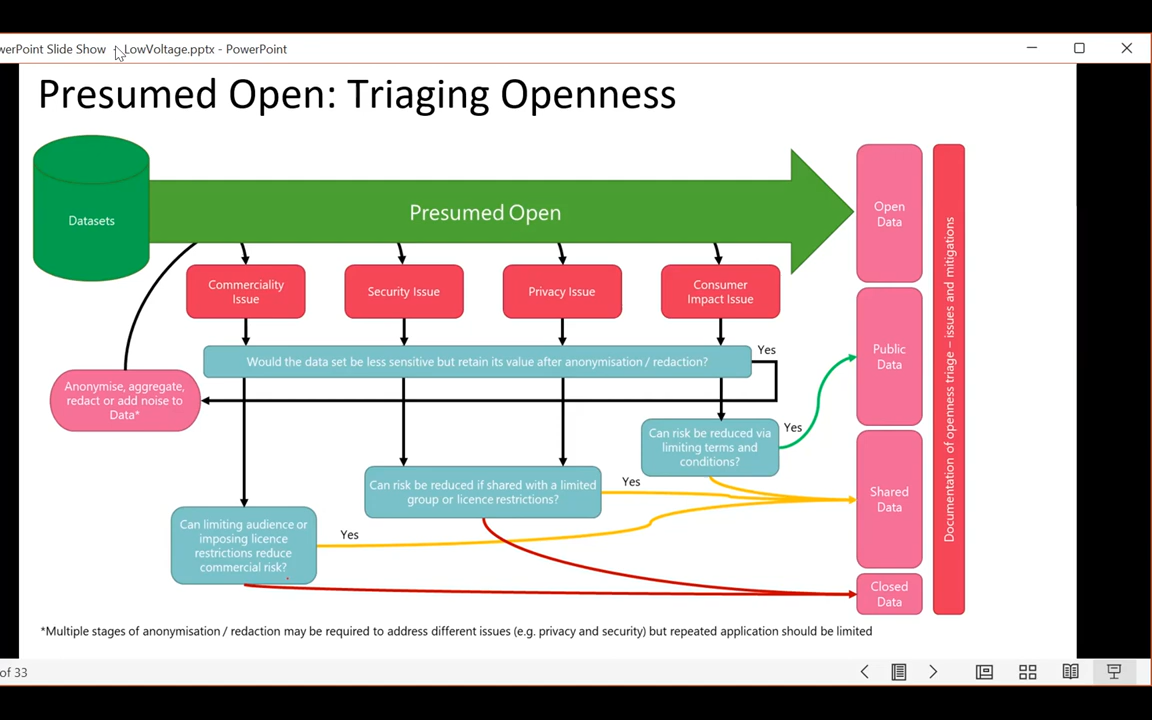 werPoint Slide Show - LowVoltage.pptx - PowerPoint
Presumed Open: Triaging Openness
Datasets
Presumed Open
Open
Data
Commerciality
Issue
Security Issue
Privacy Issue
Consumer
Impact Issue
Would the data set be less sensitive but retain its value after anonymisation / redaction?
Yes
Public
Data
Anonymise, aggregate,
redact or add noise to
Data*
Can risk be reduced via
limiting terms and
conditions?
Yes
Can risk be reduced if shared with a limited
group or licence restrictions?
Yes
Shared
Data
Can limiting audience or
imposing licence
restrictions reduce
commercial risk?
Yes
Closed
Data
Documentation of openness triage – issues and mitigations
*Multiple stages of anonymisation / redaction may be required to address different issues (e.g. privacy and security) but repeated application should be limited
of 33